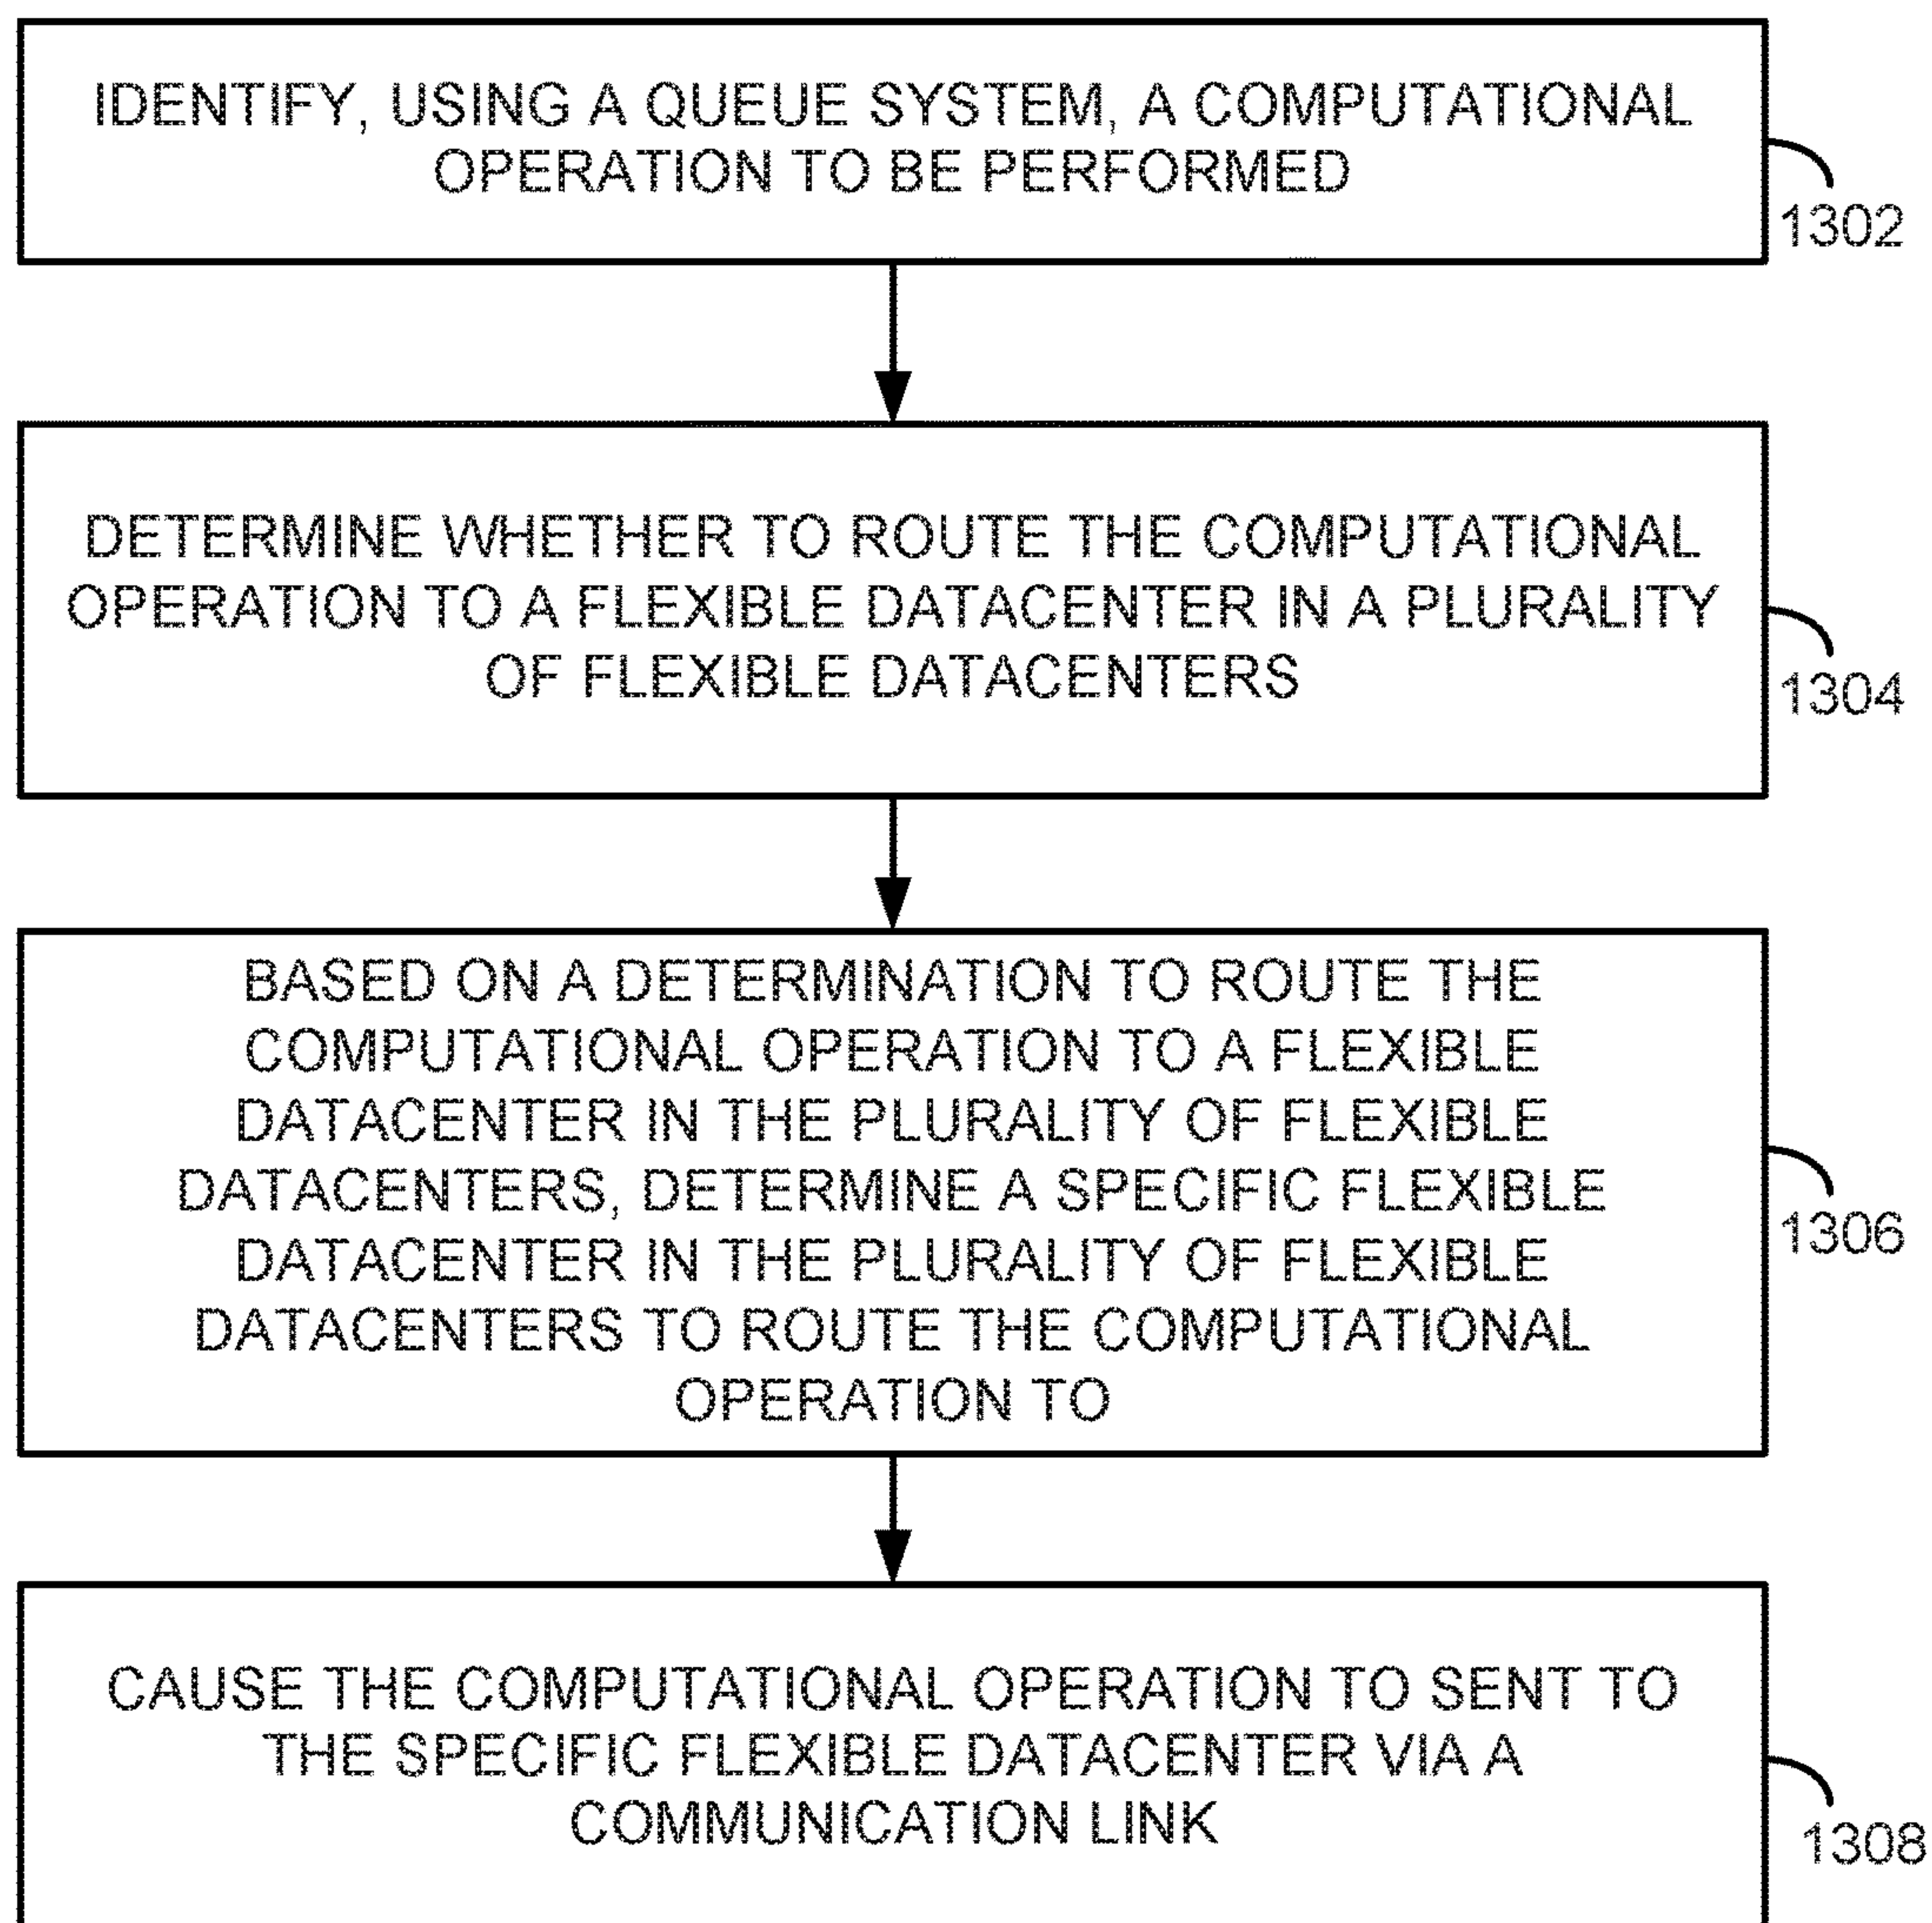 IDENTIFY, USING A QUEUE SYSTEM, A COMPUTATIONAL
OPERATION TO BE PERFORMED
1302
DETERMINE WHETHER TO ROUTE THE COMPUTATIONAL
OPERATION TO A FLEXIBLE DATACENTER IN A PLURALITY
OF FLEXIBLE DATACENTERS
1304
BASED ON A DETERMINATION TO ROUTE THE
COMPUTATIONAL OPERATION TO A FLEXIBLE
DATACENTER IN THE PLURALITY OF FLEXIBLE
DATACENTERS, DETERMINE A SPECIFIC FLEXIBLE
DATACENTER IN THE PLURALITY OF FLEXIBLE
DATACENTERS TO ROUTE THE COMPUTATIONAL
OPERATION TO
1306
CAUSE THE COMPUTATIONAL OPERATION TO SENT TO
THE SPECIFIC FLEXIBLE DATACENTER VIA A
COMMUNICATION LINK
1308